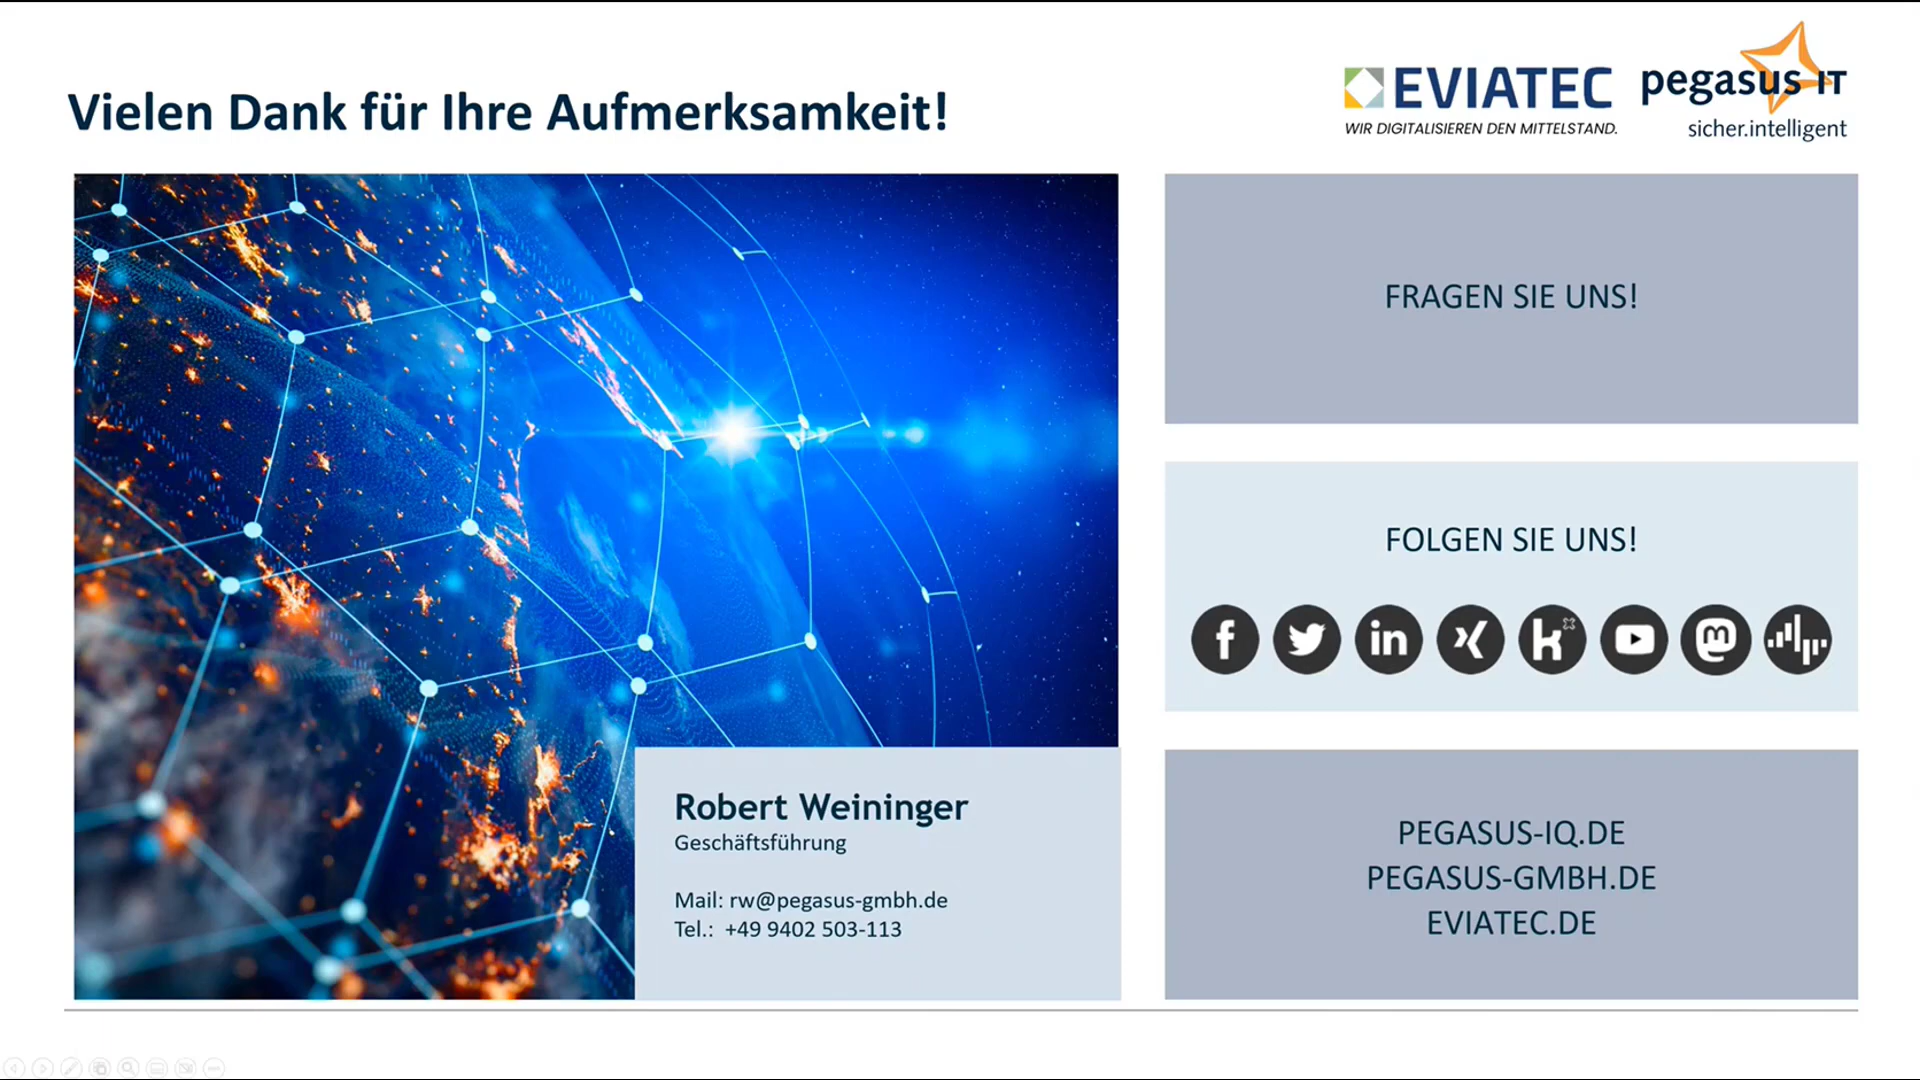 Vielen Dank für Ihre Aufmerksamkeit!
EVIATEC
WIR DIGITALISIEREN DEN MITTELSTAND.
pegasus IT
sicher.intelligent
FRAGEN SIE UNS!
FOLGEN SIE UNS!
Robert Weininger
Geschäftsführung
Mail: rw@pegasus-gmbh.de
Tel.: +49 9402 503-113
PEGASUS-IQ.DE
PEGASUS-GMBH.DE
EVIATEC.DE